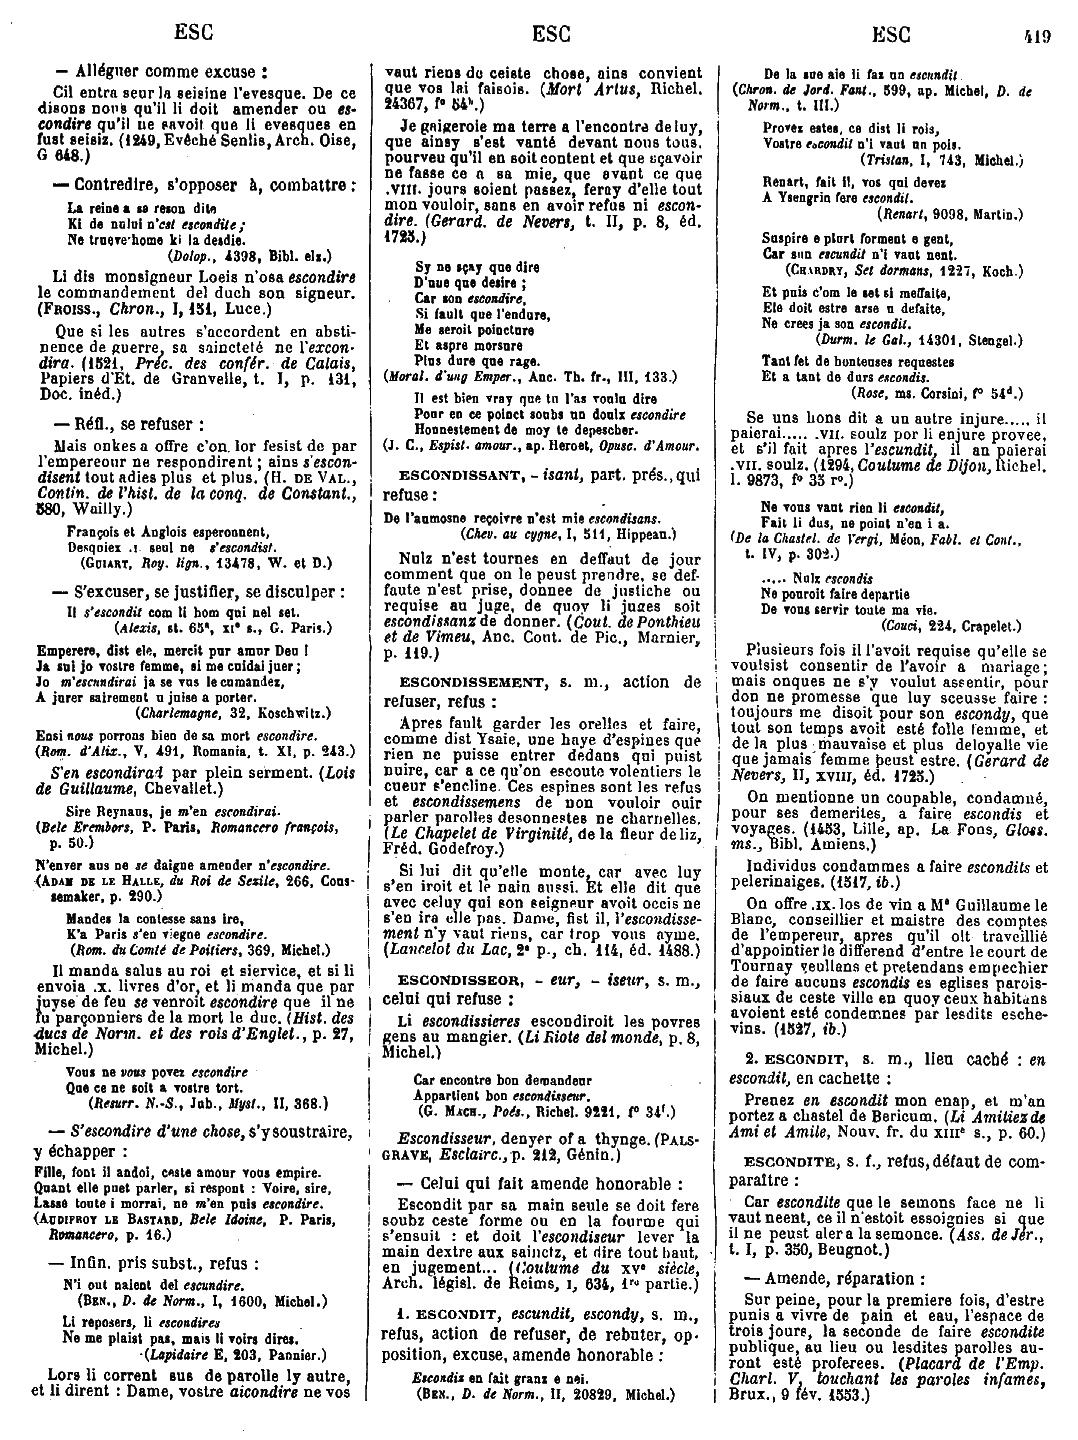 ESC
ESC
ESC
419
— Alléguer comme excuse :
Cil entra seur la seisine l'evesque. De ce
disons nous qu'il li doit amender ou es-
condire qu'il ne savoit que li evesques en
fust seisiz. (1249, Evêché Senlis, Arch. Oise,
G 648.)
— Contredire, s'opposer à, combattre :
La reine a sa reson dite
Ki de nului n'est escondite ;
Ne trueve home ki la desdie.
(Dolop., 4398, Bibl. elz.)
Li dis monsigneur Loeis n'osa escondire
le commandement del duch son signeur.
(FROISS., Chron., I, 131, Luce.)
Que si les autres s'accordent en absti-
nence de guerre, sa saincteté ne l'excon-
dira. (1521, Préc. des confér. de Calais,
Papiers d'Et. de Granvelle, t. I, p. 131,
Doc. inéd.)
— Réfl., se refuser :
Mais onkes a offre c'on lor fesist de par
l'empereour ne respondirent ; ains s'escon-
disent tout adies plus et plus. (H. DE VAL.,
Contin. de l'hist. de la conq. de Constant.,
580, Wailly.)
François et Anglois esperonnent,
Desqoiex .I. seul ne s'escondist.
(GUIART, Roy. lign., 13478, W. et D.)
— S'excuser, se justifier, se disculper :
Il s'escondit com li hom qui nel set.
(Alexis, st. 65ª, XIᵉ s., G. Paris.)
Emperere, dist ele, mercit pur amur Deu !
Ja sui jo vostre femme, si me cuidai juer ;
Jo m'escundirai ja se vus le cumandez,
A jurer sairement u juise a porter.
(Charlemagne, 32, Koschwitz.)
Ensi nous porrons bien de sa mort escondire.
(Rom. d'Alix., V, 491, Romania, t. XI, p. 243.)
S'en escondirad par plein serment. (Lois
de Guillaume, Chevallet.)
Sire Reynaus, je m'en escondirai.
(Bele Erembors, P. Paris, Romancero françois,
p. 50.)
N'enver aus ne se daigne amender n'escondire.
(ADAM DE LE HALLE, du Roi de Sezile, 266, Cous-
semaker, p. 290.)
Mandes la contesse sans ire,
K'a Paris s'en viegne escondire.
(Rom. du Comté de Poitiers, 369, Michel.)
Il manda salus au roi et siervice, et si li
envoia .x. livres d'or, et li manda que par
juyse de feu se venroit escondire que il ne
fu parçonniers de la mort le duc. (Hist. des
ducs de Norm. et des rois d'Englet., p. 27,
Michel.)
Vous ne vous povez escondire
Que ce ne soit a vostre tort.
(Resurr. N.-S., Jub., Myst., II, 368.)
— S'escondire d'une chose, s'y soustraire,
y échapper :
Fille, font il andoi, ceste amour vous empire.
Quant elle puet parler, si respont : Voire, sire,
Lasse toute i morrai, ne m'en puis escondire.
(AUDIFROY LE BASTARD, Bele Idoine, P. Paris,
Romancero, p. 16.)
— Infin. pris subst., refus :
N'i out naient del escundire.
(BEN., D. de Norm., I, 1600, Michel.)
Li reposers, li escondires
Ne me plaist pas, mais li voirs dires.
(Lapidaire E, 203, Pannier.)
Lors li corrent sus de parolle ly autre,
et li dirent : Dame, vostre aicondire ne vos
vaut riens de ceiste chose, ains convient
que vos lai faisois. (Mort Artus, Richel.
24367, fº 54ᵇ.)
Je gaigerole ma terre a l'encontre de luy,
que ainsy s'est vanté devant nous tous,
pourveu qu'il en soit content et que sçavoir
ne fasse ce a sa mie, que avant ce que
.VIII. jours soient passez, feray d'elle tout
mon vouloir, sans en avoir refus ni escon-
dire. (Gerard. de Nevers, t. II, p. 8, éd.
1725.)
Sy ne sçay que dire
D'nue que desire ;
Car son escondire,
Si fault que l'endure,
Me seroit poincture
Et aspre morsure
Plus dure que rage.
(Moral. d'ung Emper., Anc. Th. fr., III, 133.)
Il est bien vray que tu l'as voulu dire
Pour en ce poinct soubs un doulx escondire
Honnestement de moy te depescher.
(J. C., Epist. amour., ap. Heroet, Opusc. d'Amour.
ESCONDISSANT, - isant, part. prés., qui
refuse :
De l'aumosne reçoivre n'est mie escondisans.
(Chev. au cygne, I, 511, Hippeau.)
Nulz n'est tournes en deffaut de jour
comment que on le peust prendre, se def-
faute n'est prise, donnee de justiche ou
requise au juge, de quoy li juges soit
escondissanz de donner. (Cout. de Ponthieu
et de Vimeu, Anc. Cout. de Pic., Marnier,
p. 119.)
ESCONDISSEMENT, s. m., action de
refuser, refus :
Apres fault garder les orelles et faire,
comme dist Ysaie, une haye d'espines que
rien ne puisse entrer dedans qui puist
nuire, car a ce qu'on escoute volentiers le
cueur s'encline. Ces espines sont les refus
et escondissemens de non vouloir ouir
parler parolles desonnestes ne charnelles.
(Le Chapelet de Virginité, de la fleur de liz,
Fréd. Godefroy.)
Si lui dit qu'elle monte, car avec luy
s'en iroit et le nain aussi. Et elle dit que
avec celuy qui son seigneur avoit occis ne
s'en ira elle pas. Dame, fist il, l'escondisse-
ment n'y vaut riens, car trop vous ayme.
(Lancelot du Lac, 2ᵉ p., ch. 114, éd. 1488.)
ESCONDISSEOR, - eur, - iseur, s. m.,
celui qui refuse :
Li escondissieres escondiroit les povres
gens au mangier. (Li Riote del monde, p. 8,
Michel.)
Car encontre bon demandeur
Appartient bon escondisseur.
(G. MACH., Poés., Richel. 9221, fº 34ᶠ.)
Escondisseur, denyer of a thynge. (PALS-
GRAVE, Esclairc., p. 212, Génin.)
— Celui qui fait amende honorable :
Escondit par sa main seule se doit fere
soubz ceste forme ou en la fourme qui
s'ensuit : et doit l'escondiseur lever la
main dextre aux sainctz, et dire tout haut,
en jugement... (Coutume du XVᵉ siècle,
Arch. législ. de Reims, I, 634, 1ʳᵉ partie.)
1. ESCONDIT, escundit, escondy, s. m.,
refus, action de refuser, de rebuter, op-
position, excuse, amende honorable :
Escondiz en fait granz e nei.
(BEN., D. de Norm., II, 20829, Michel.)
De la sue aie li faz un escundit.
(Chron. de Jord. Fant., 599, ap. Michel, D. de
Norm., t. III.)
Provez estes, ce dist li rois,
Vostre escondit n'i vaut un pois.
(Tristan, I, 743, Michel.)
Renart, fait il, vos qui devez
A Ysengrin fere escondit.
(Renart, 9098, Martin.)
Suspire e plurt forment e gent,
Car sun escundit n'i vaut nent.
(CHARDRY, Set dormans, 1227, Koch.)
Et puis c'om le set si meffaite,
Ele doit estre arse u defaite,
Ne crees ja son escondit.
(Durm. le Gal., 14301, Stengel.)
Tant fet de honteuses requestes
Et a tant de durs escondis.
(Rose, ms. Corsini, fº 54ᵈ.)
Se uns hons dit a un autre injure..... il
paierai..... .VII. soulz por li enjure provee,
et s'il fait apres l'escundit, il an paierai
.VII. soulz. (1294, Coutume de Dijon, Richel.
l. 9873, fº 33 rº.)
Ne vous vaut rien li escondit,
Fait li dus, ne point n'en i a.
(De la Chastel. de Vergi, Méon, Fabl. et Cont.,
t. IV, p. 302.)
..... Nulz escondis
Ne pouroit faire departie
De vous servir toute ma vie.
(Couci, 224, Crapelet.)
Plusieurs fois il l'avoit requise qu'elle se
voulsist consentir de l'avoir a mariage ;
mais onques ne s'y voulut assentir, pour
don ne promesse que luy sceusse faire :
toujours me disoit pour son escondy, que
tout son temps avoit esté folle femme, et
de la plus mauvaise et plus deloyalle vie
que jamais femme peust estre. (Gerard de
Nevers, II, XVIII, éd. 1725.)
On mentionne un coupable, condamné,
pour ses demerites, a faire escondis et
voyages. (1453, Lille, ap. La Fons, Gloss.
ms., Bibl. Amiens.)
Individus condammes a faire escondits et
pelerinaiges. (1517, ib.)
On offre .IX. los de vin a Mᵉ Guillaume le
Blanc, conseillier et maistre des comptes
de l'empereur, apres qu'il olt traveillié
d'appointier le differend d'entre le court de
Tournay veullans et pretendans empechier
de faire aucuns escondis es eglises parois-
siaux de ceste ville en quoy ceux habitans
avoient esté condemnes par lesdits esche-
vins. (1527, ib.)
2. ESCONDIT, s. m., lieu caché : en
escondit, en cachette :
Prenez en escondit mon enap, et m'an
portez a chastel de Bericum. (Li Amitiez de
Ami et Amile, Nouv. fr. du XIIIᵉ s., p. 60.)
ESCONDITE, s. f., refus, défaut de com-
paraître :
Car escondite que le semons face ne li
vaut neent, ce il n'estoit essoignies si que
il ne peust aler a la semonce. (Ass. de Jér.,
t. I, p. 350, Beugnot.)
— Amende, réparation :
Sur peine, pour la premiere fois, d'estre
punis a vivre de pain et eau, l'espace de
trois jours, la seconde de faire escondite
publique, au lieu ou lesdites parolles au-
ront esté proferees. (Placard de l'Emp.
Charl. V, touchant les paroles infames,
Brux., 9 fév. 1553.)